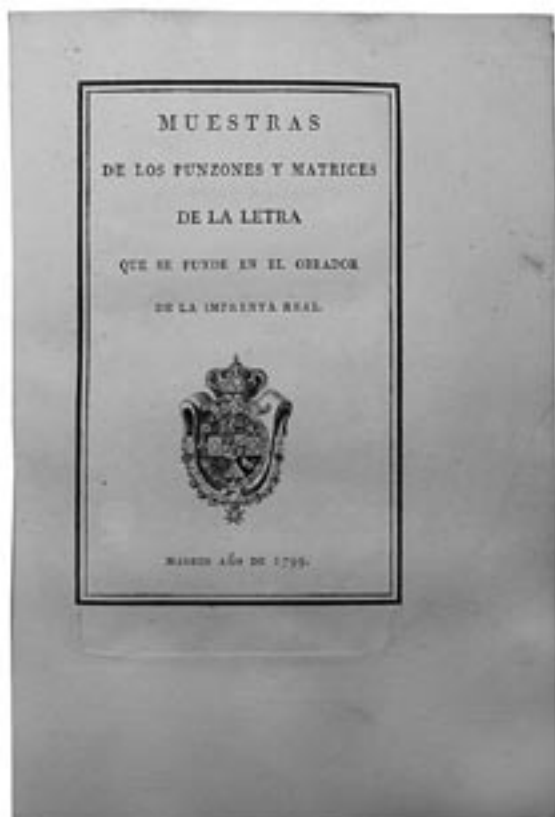 MUESTRAS
DE LOS PUNZONES Y MATRICES
DE LA LETRA
QUE SE FUNDE EN EL OBRADOR
DE LA IMPRENTA REAL.
MADRID AÑO DE 1799.